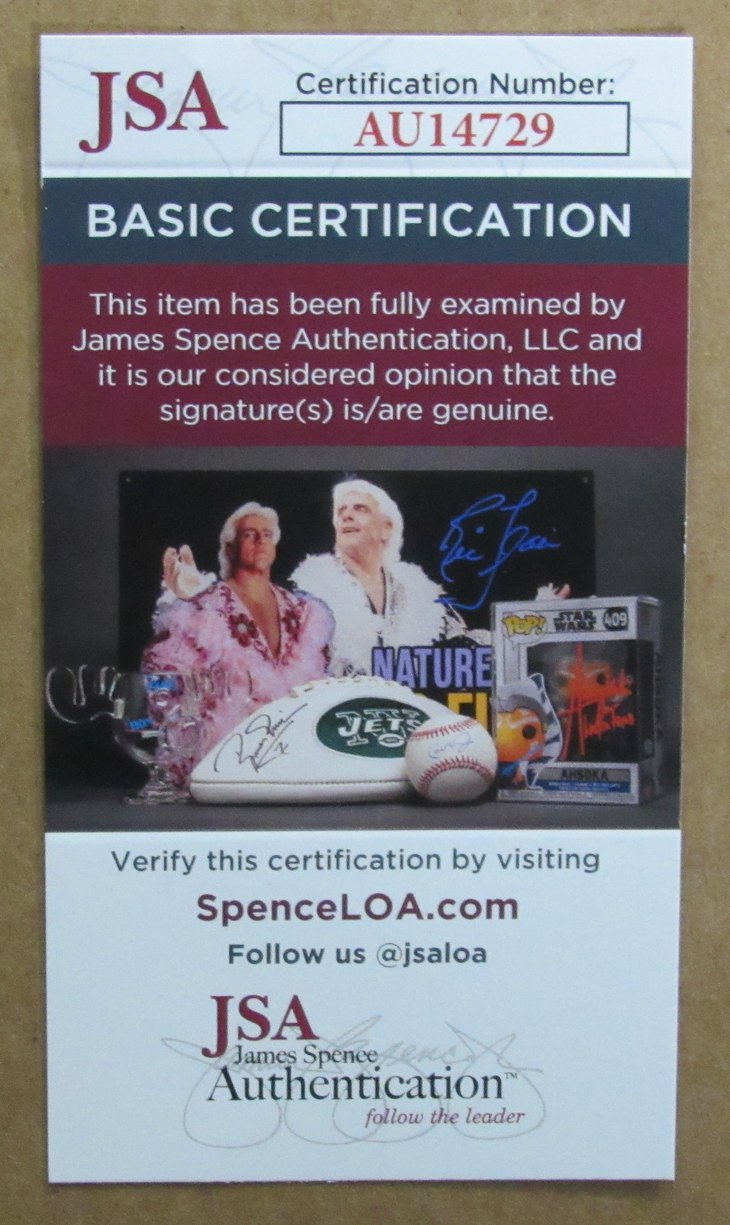 JSA
Certification Number:
AU14729
BASIC CERTIFICATION
This item has been fully examined by
James Spence Authentication, LLC and
it is our considered opinion that the
signature(s) is/are genuine.
NATURE
POP!
STAR
WARS
409
JETS
AHSOKA
Verify this certification by visiting
SpenceLOA.com
Follow us @jsaloa
JSA
James Spence
Authentication™
follow the leader